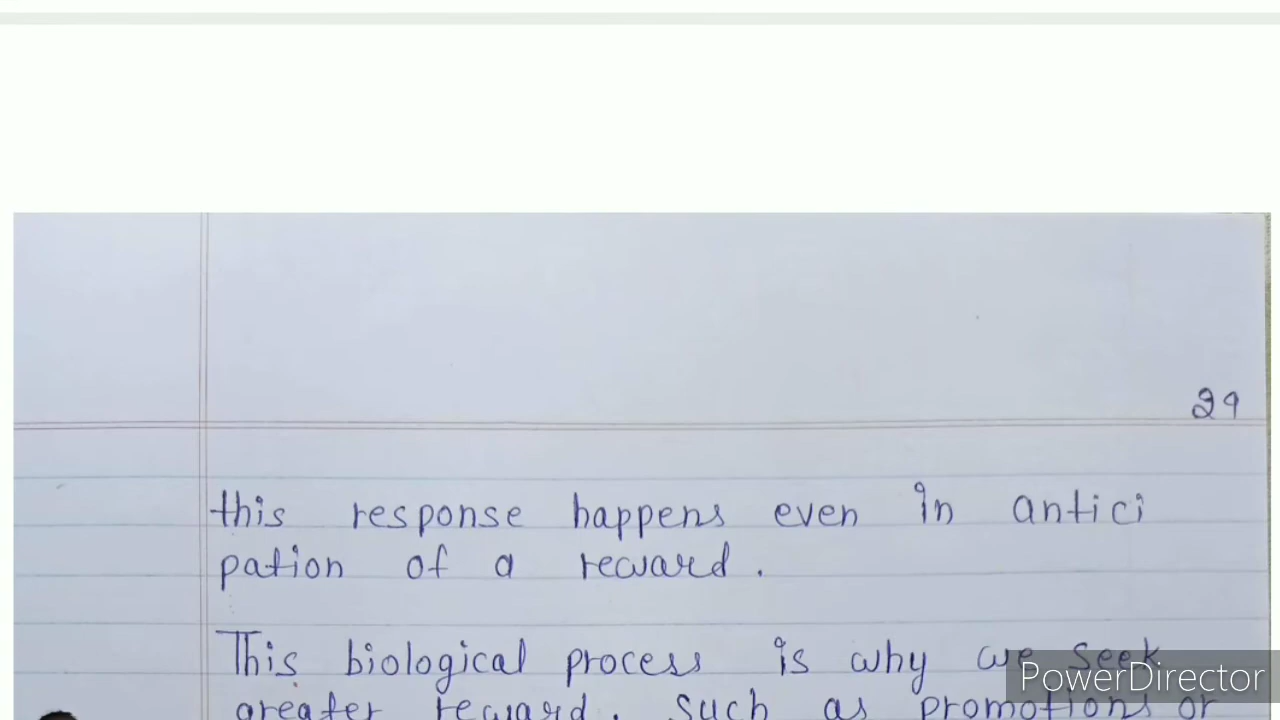 29
this response happens even in antici
pation of a reward.
This biological process is why we seek
greater reward. such as promotions or
PowerDirector